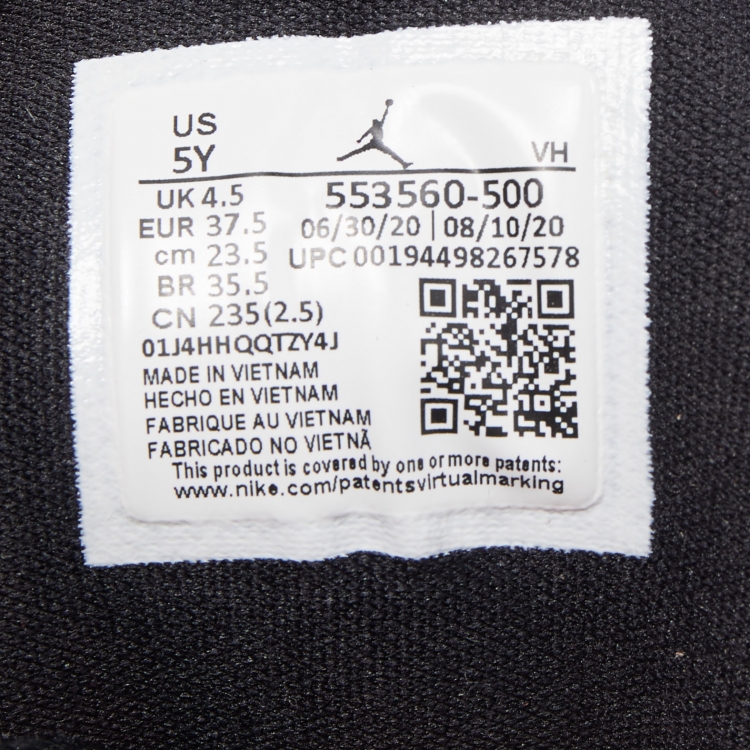 US
5Y
VH
UK 4.5
553560-500
EUR 37.5
06/30/20 | 08/10/20
cm 23.5
UPC 00194498267578
BR 35.5
CN 235(2.5)
01J4HHQQTZY4J
MADE IN VIETNAM
HECHO EN VIETNAM
FABRIQUE AU VIETNAM
FABRICADO NO VIETNÃ
This product is covered by one or more patents:
www.nike.com/patentsvirtualmarking